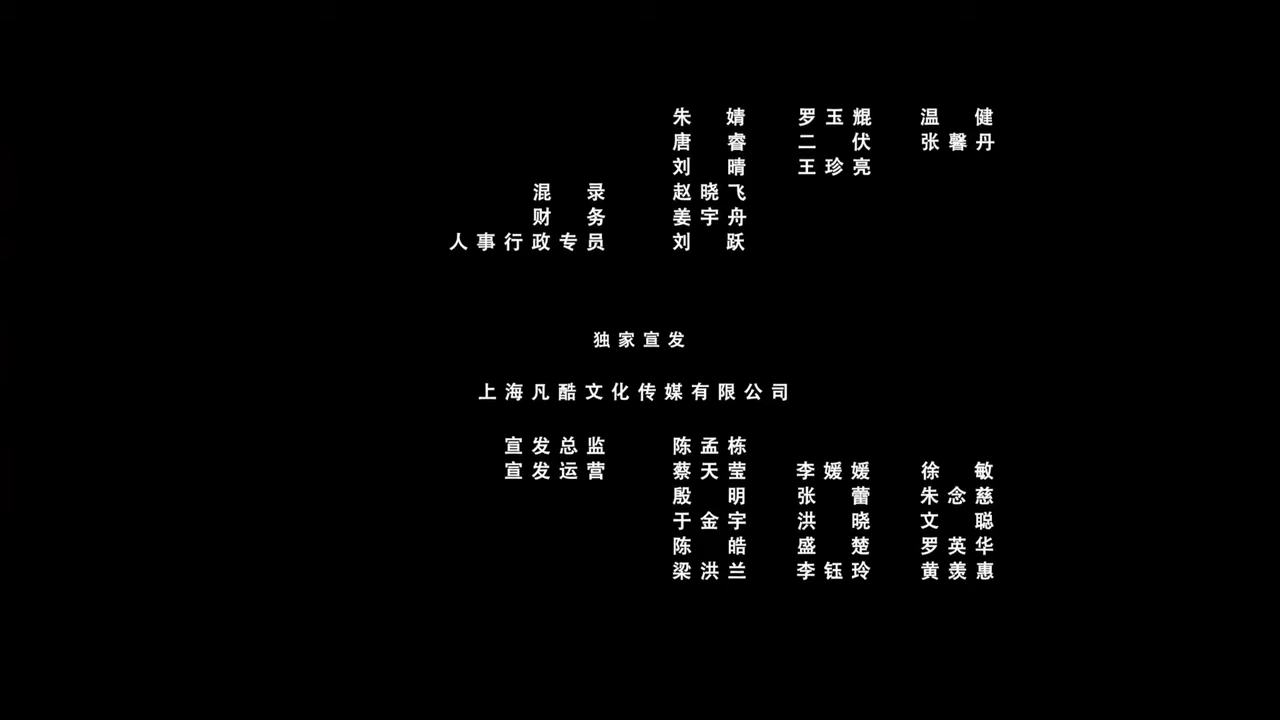 朱婧 罗玉焜 温健
唐睿 二伏 张馨丹
刘晴 王珍亮
混录 赵晓飞
财务 姜宇舟
人事行政专员 刘跃
独家宣发
上海凡酷文化传媒有限公司
宣发总监 陈孟栋
宣发运营 蔡天莹 李媛媛 徐敏
殷明 张蕾 朱念慈
于金宇 洪晓 文聪
陈皓 盛楚 罗英华
梁洪兰 李钰玲 黄羡惠